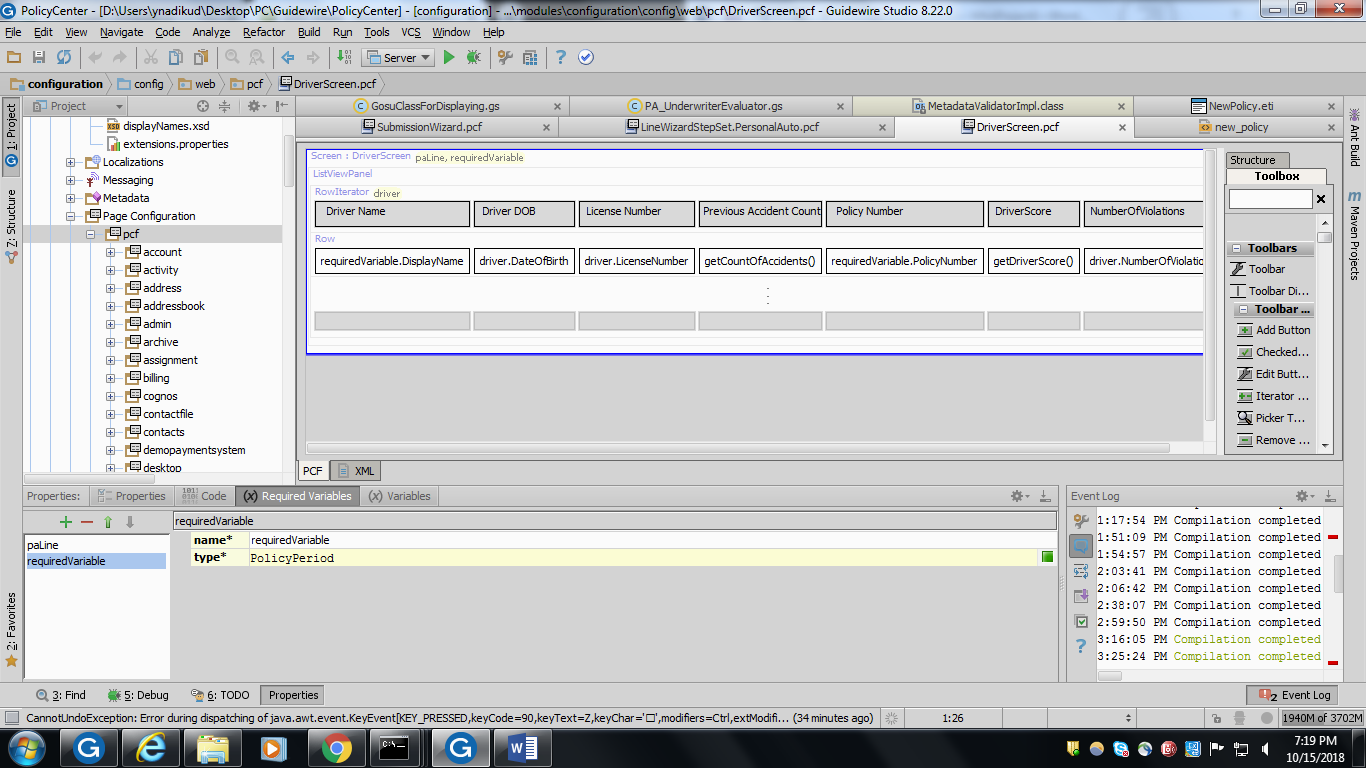 PolicyCenter - [D:\Users\ynadikud\Desktop\PC\Guidewire\PolicyCenter] - [configuration] - ...\modules\configuration\config\web\pcf\DriverScreen.pcf - Guidewire Studio 8.22.0
File Edit View Navigate Code Analyze Refactor Build Run Tools VCS Window Help
Server
configuration config web pcf DriverScreen.pcf
1: Project
Z: Structure
2: Favorites
Project
displayNames.xsd
extensions.properties
Localizations
Messaging
Metadata
Page Configuration
pcf
account
activity
address
addressbook
admin
archive
assignment
billing
cognos
contactfile
contacts
demopaymentsystem
desktop
GosuClassForDisplaying.gs PA_UnderwriterEvaluator.gs MetadataValidatorImpl.class NewPolicy.eti
SubmissionWizard.pcf LineWizardStepSet.PersonalAuto.pcf DriverScreen.pcf new_policy
Screen : DriverScreen paLine, requiredVariable
ListViewPanel
RowIterator driver
Driver Name Driver DOB License Number Previous Accident Count Policy Number DriverScore NumberOfViolations
Row
requiredVariable.DisplayName driver.DateOfBirth driver.LicenseNumber getCountOfAccidents() requiredVariable.PolicyNumber getDriverScore() driver.NumberOfViolatio
PCF XML
Structure
Toolbox
Toolbars
Toolbar
Toolbar Di...
Toolbar ...
Add Button
Checked...
Edit Butt...
Iterator ...
Picker T...
Remove ...
Ant Build
Maven Projects
Properties: Properties Code Required Variables Variables
paLine
requiredVariable
requiredVariable
name* requiredVariable
type* PolicyPeriod
Event Log
1:17:54 PM Compilation completed
1:51:09 PM Compilation completed
1:54:57 PM Compilation completed
2:03:41 PM Compilation completed
2:06:42 PM Compilation completed
2:38:07 PM Compilation completed
2:59:50 PM Compilation completed
3:16:05 PM Compilation completed
3:25:24 PM Compilation completed
3: Find 5: Debug 6: TODO Properties 2 Event Log
CannotUndoException: Error during dispatching of java.awt.event.KeyEvent[KEY_PRESSED,keyCode=90,keyText=Z,keyChar='□',modifiers=Ctrl,extModifi... (34 minutes ago) 1:26 1940M of 3702M
7:19 PM
10/15/2018